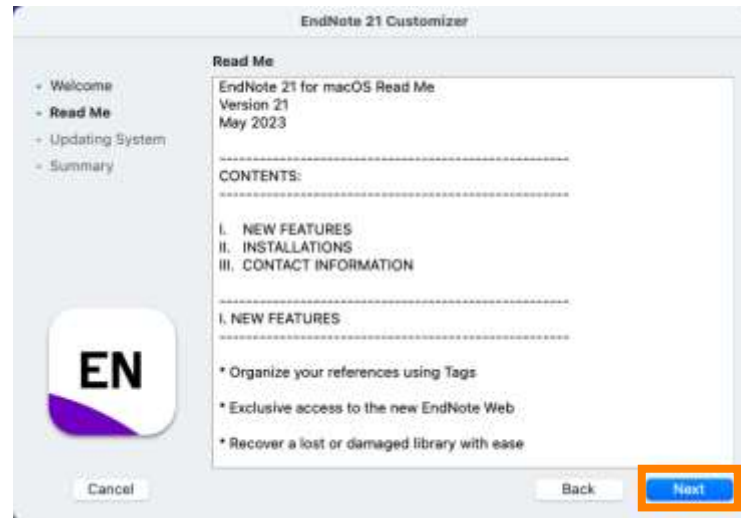 EndNote 21 Customizer
Read Me
Welcome
Read Me
Updating System
Summary
EndNote 21 for macOS Read Me
Version 21
May 2023
------------------------------------------------------------
CONTENTS:
------------------------------------------------------------
I. NEW FEATURES
II. INSTALLATIONS
III. CONTACT INFORMATION
------------------------------------------------------------
I. NEW FEATURES
------------------------------------------------------------
* Organize your references using Tags
* Exclusive access to the new EndNote Web
* Recover a lost or damaged library with ease
EN
Cancel
Back
Next